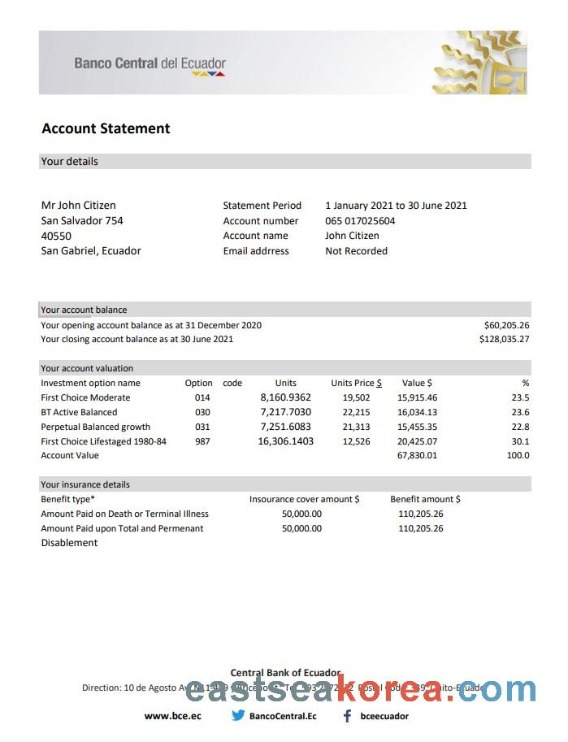 Banco Central del Ecuador
Account Statement
Your details
Mr John Citizen Statement Period 1 January 2021 to 30 June 2021
San Salvador 754 Account number 065 017025604
40550 Account name John Citizen
San Gabriel, Ecuador Email addrress Not Recorded
Your account balance
Your opening account balance as at 31 December 2020 $60,205.26
Your closing account balance as at 30 June 2021 $128,035.27
Your account valuation
Investment option name Option code Units Units Price $ Value $ %
First Choice Moderate 014 8,160.9362 19,502 15,915.46 23.5
BT Active Balanced 030 7,217.7030 22,215 16,034.13 23.6
Perpetual Balanced growth 031 7,251.6083 21,313 15,455.35 22.8
First Choice Lifestaged 1980-84 987 16,306.1403 12,526 20,425.07 30.1
Account Value 67,830.01 100.0
Your insurance details
Benefit type* Insourance cover amount $ Benefit amount $
Amount Paid on Death or Terminal Illness 50,000.00 110,205.26
Amount Paid upon Total and Permenant 50,000.00 110,205.26
Disablement
Central Bank of Ecuador
Direction: 10 de Agosto
eastseakorea.com
www.bce.ec BancoCentral.Ec bceecuador